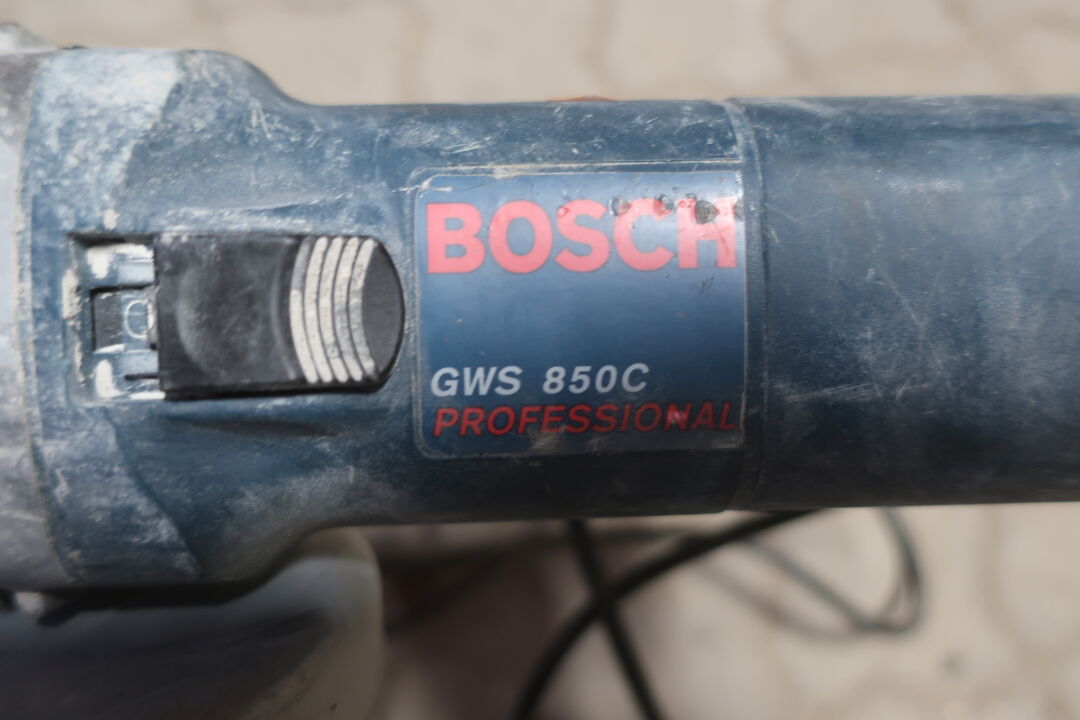 BOSCH
GWS 850C
PROFESSIONAL